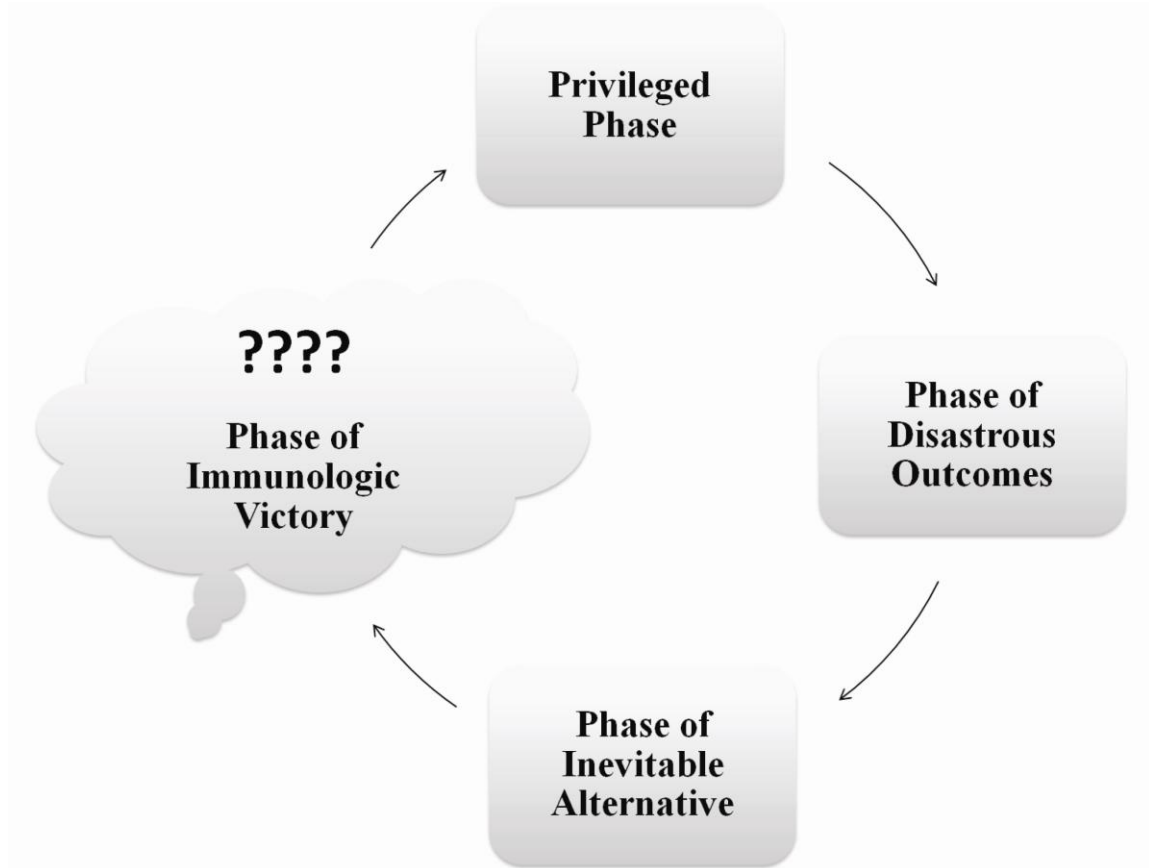 Privileged
Phase
Phase of
Disastrous
Outcomes
Phase of
Inevitable
Alternative
????
Phase of
Immunologic
Victory